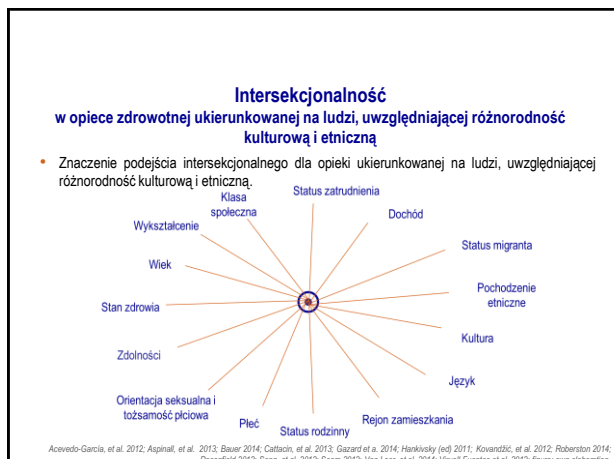 Intersekcjonalność
w opiece zdrowotnej ukierunkowanej na ludzi, uwzględniającej różnorodność
kulturową i etniczną
• Znaczenie podejścia intersekcjonalnego dla opieki ukierunkowanej na ludzi, uwzględniającej
różnorodność kulturową i etniczną.
Status zatrudnienia
Klasa
społeczna
Dochód
Wykształcenie
Status migranta
Wiek
Pochodzenie
etniczne
Stan zdrowia
Kultura
Zdolności
Język
Orientacja seksualna i
tożsamość płciowa
Rejon zamieszkania
Płeć
Status rodzinny
Acevedo-Garcia, et al. 2012; Aspinall, et al. 2013; Bauer 2014; Cattacin, et al. 2013; Gazard et a. 2014; Hankivsky (ed) 2011; Kovandžić, et al. 2012; Roberston 2014;